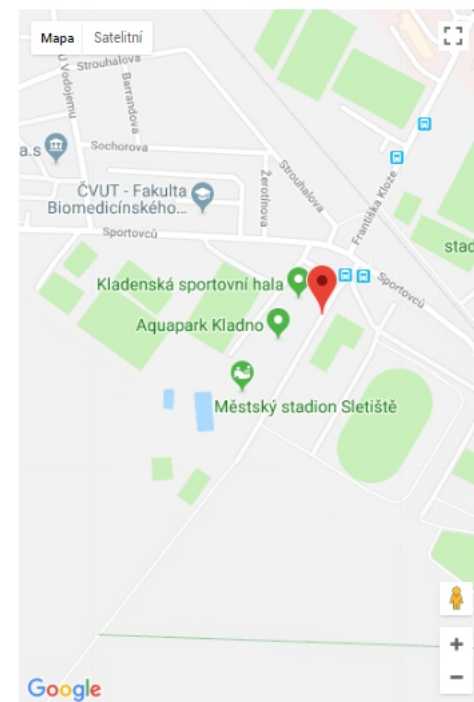 Mapa
Satelitní
U Vodojemu
Strouhalova
Barrandova
Sochorova
a.s
ČVUT - Fakulta
Biomedicínského...
Žerotínova
Strouhalova
Františka Kloze
Sportovců
stad
Sportovců
Kladenská sportovní hala
Aquapark Kladno
Městský stadion Sletiště
Google